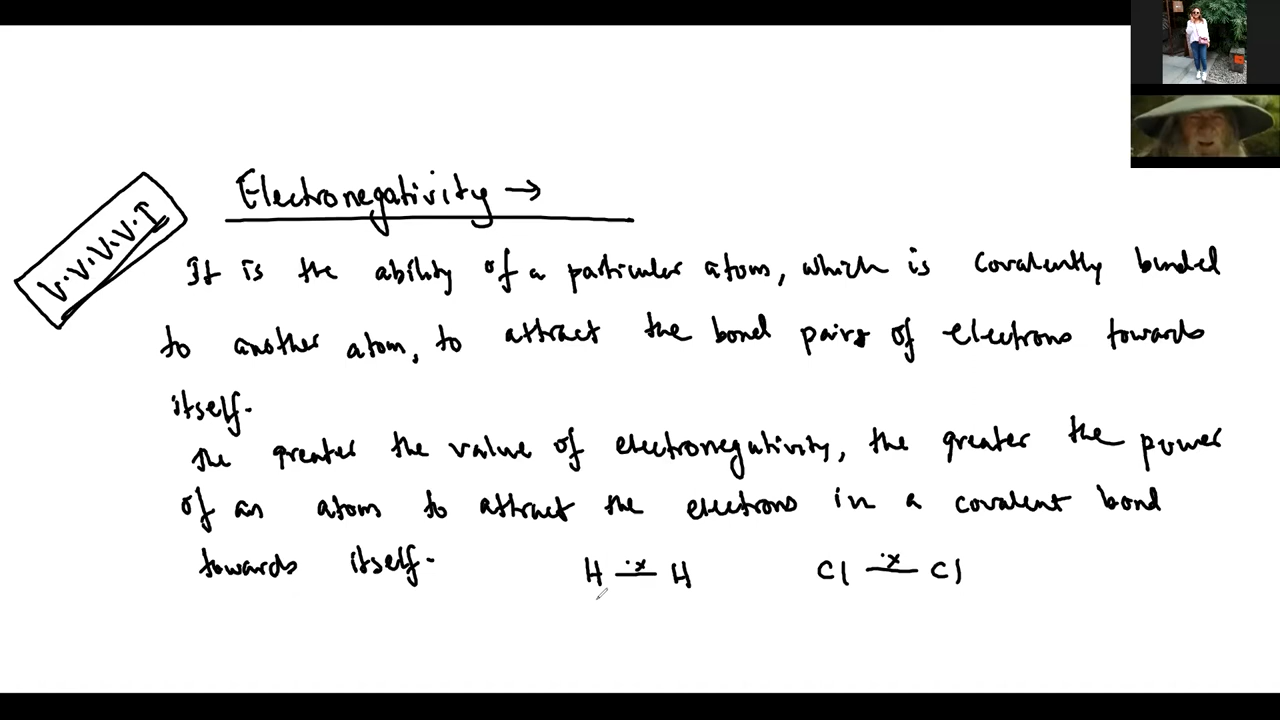 Electronegativity →
V.V.V.V.I
It is the ability of a particular atom, which is covalently bonded
to another atom, to attract the bond pairs of electrons towards
itself.
The greater the value of electronegativity, the greater the power
of an atom to attract the electrons in a covalent bond
towards itself.
H ·x H
Cl ·x Cl